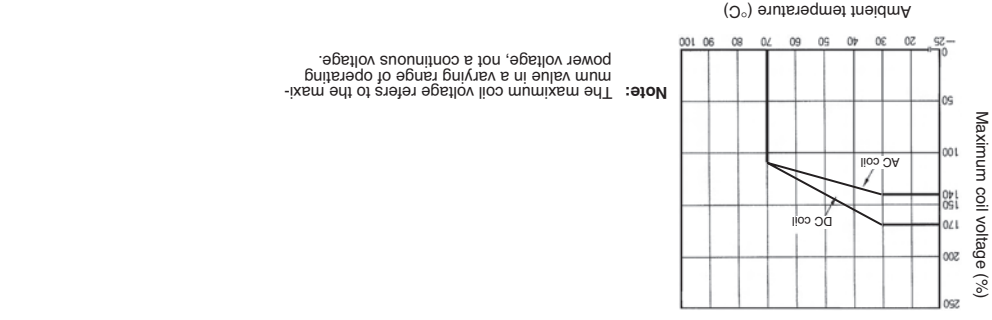 Maximum coil voltage (%)
250
200
170
150
140
100
50
0
DC coil
AC coil
−25 20 30 40 50 60 70 80 90 100
Ambient temperature (°C)
Note: The maximum coil voltage refers to the maxi-
mum value in a varying range of operating
power voltage, not a continuous voltage.